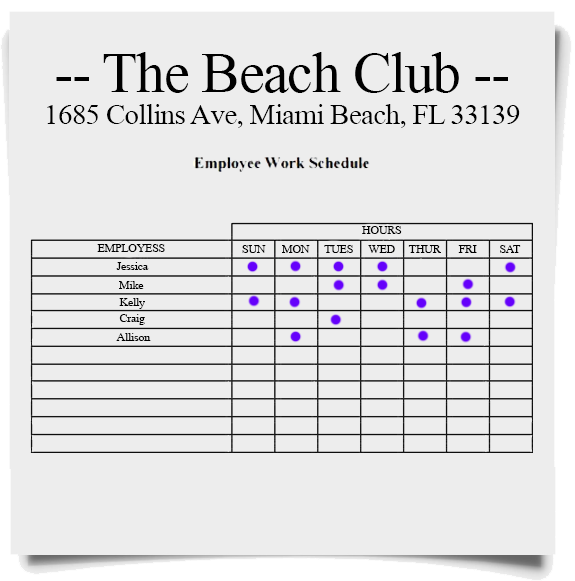 -- The Beach Club --
1685 Collins Ave, Miami Beach, FL 33139
Employee Work Schedule
HOURS
EMPLOYESS SUN MON TUES WED THUR FRI SAT
Jessica
Mike
Kelly
Craig
Allison